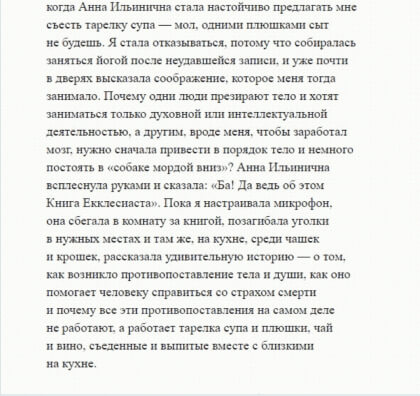 когда Анна Ильинична стала настойчиво предлагать мне
съесть тарелку супа — мол, одними плюшками сыт
не будешь. Я стала отказываться, потому что собиралась
заняться йогой после неудавшейся записи, и уже почти
в дверях высказала соображение, которое меня тогда
занимало. Почему одни люди презирают тело и хотят
заниматься только духовной или интеллектуальной
деятельностью, а другим, вроде меня, чтобы заработал
мозг, нужно сначала привести в порядок тело и немного
постоять в «собаке мордой вниз»? Анна Ильинична
всплеснула руками и сказала: «Ба! Да ведь об этом
Книга Екклесиаста». Пока я настраивала микрофон,
она сбегала в комнату за книгой, позагибала уголки
в нужных местах и там же, на кухне, среди чашек
и крошек, рассказала удивительную историю — о том,
как возникло противопоставление тела и души, как оно
помогает человеку справиться со страхом смерти
и почему все эти противопоставления на самом деле
не работают, а работает тарелка супа и плюшки, чай
и вино, съеденные и выпитые вместе с близкими
на кухне.